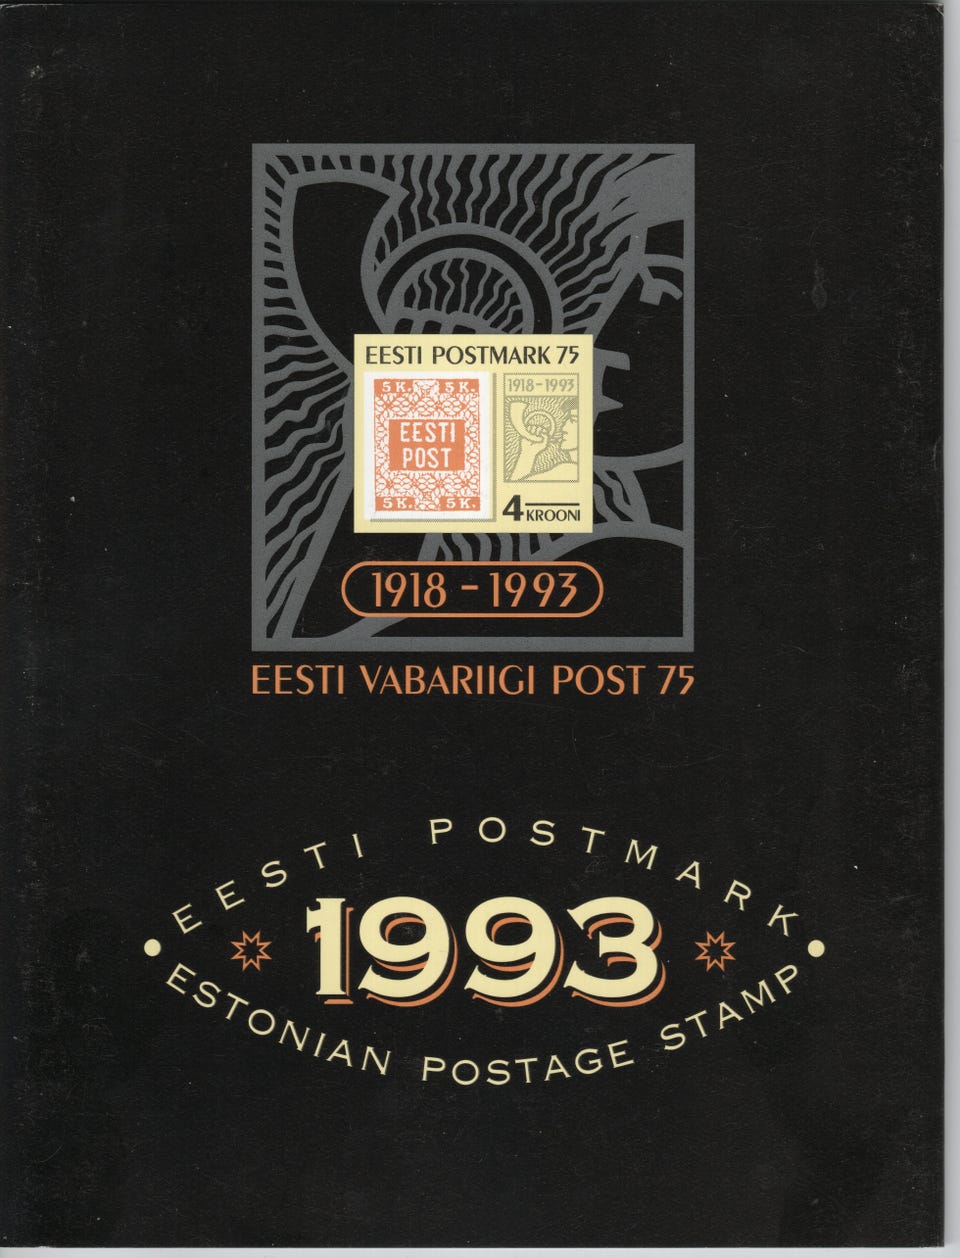 EESTI POSTMARK 75
1918-1993
5 K. 5 K.
EESTI
POST
5 K. 5 K.
4 KROONI
1918 - 1993
EESTI VABARIIGI POST 75
EESTI POSTMARK
1993
ESTONIAN POSTAGE STAMP